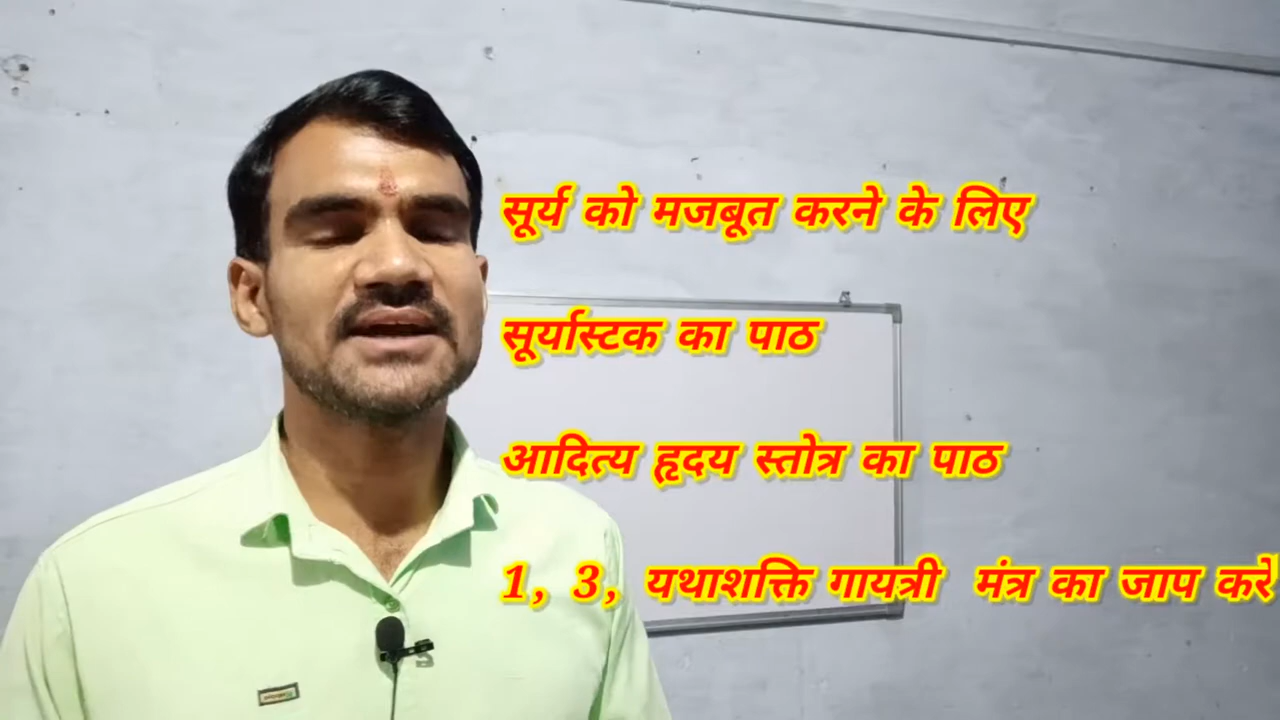 सूर्य को मजबूत करने के लिए
सूर्यास्टक का पाठ
आदित्य हृदय स्तोत्र का पाठ
1, 3, यथाशक्ति गायत्री मंत्र का जाप करें